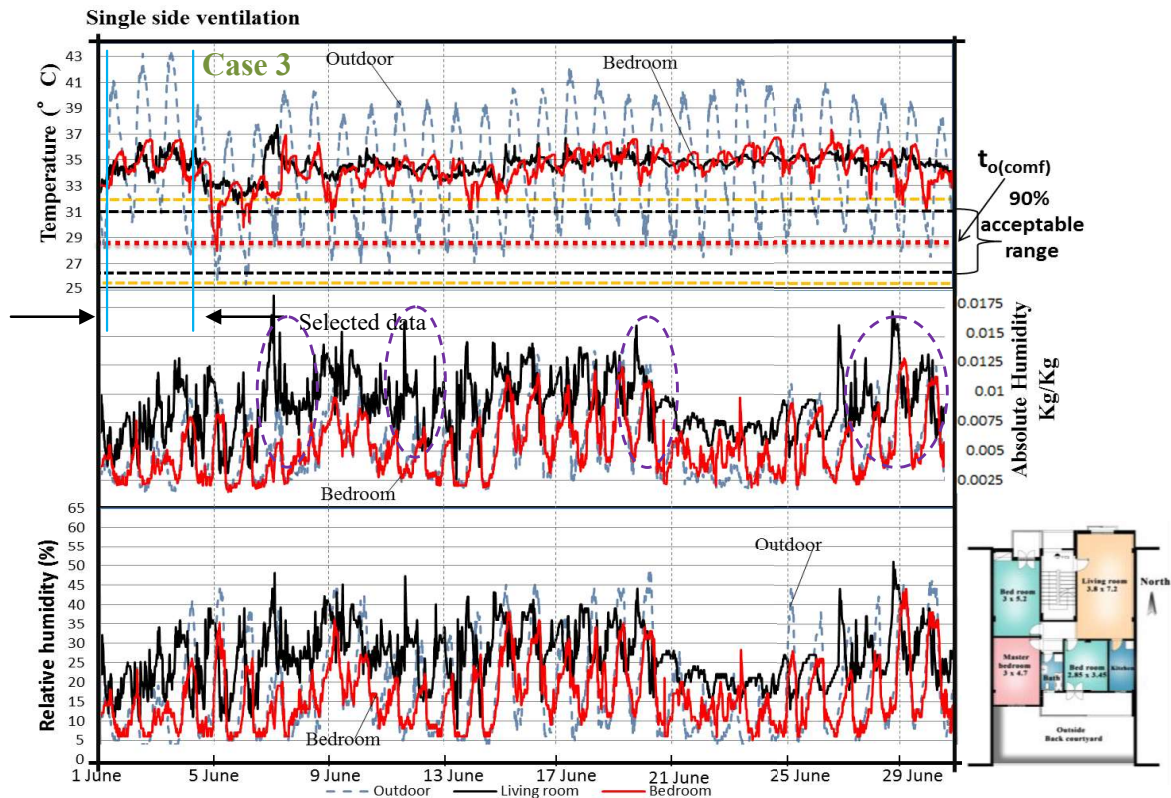 Single side ventilation
Case 3
Outdoor
Bedroom
Temperature (° C)
43
41
39
37
35
33
31
29
27
25
t o(comf)
90%
acceptable
range
Selected data
Bedroom
0.0175
0.015
0.0125
0.01
0.0075
0.005
0.0025
Absolute Humidity
Kg/Kg
Relative humidity (%)
65
60
55
50
45
40
35
30
25
20
15
10
5
0
Outdoor
Bedroom
1 June
5 June
9 June
13 June
17 June
21 June
25 June
29 June
Outdoor
Living room
Bedroom
Living room
3.8 x 7.2
North
Bed room
3 x 5.2
Master
bedroom
3 x 4.7
Bath
Bed room
2.85 x 3.45
Kitchen
Outside
Back courtyard